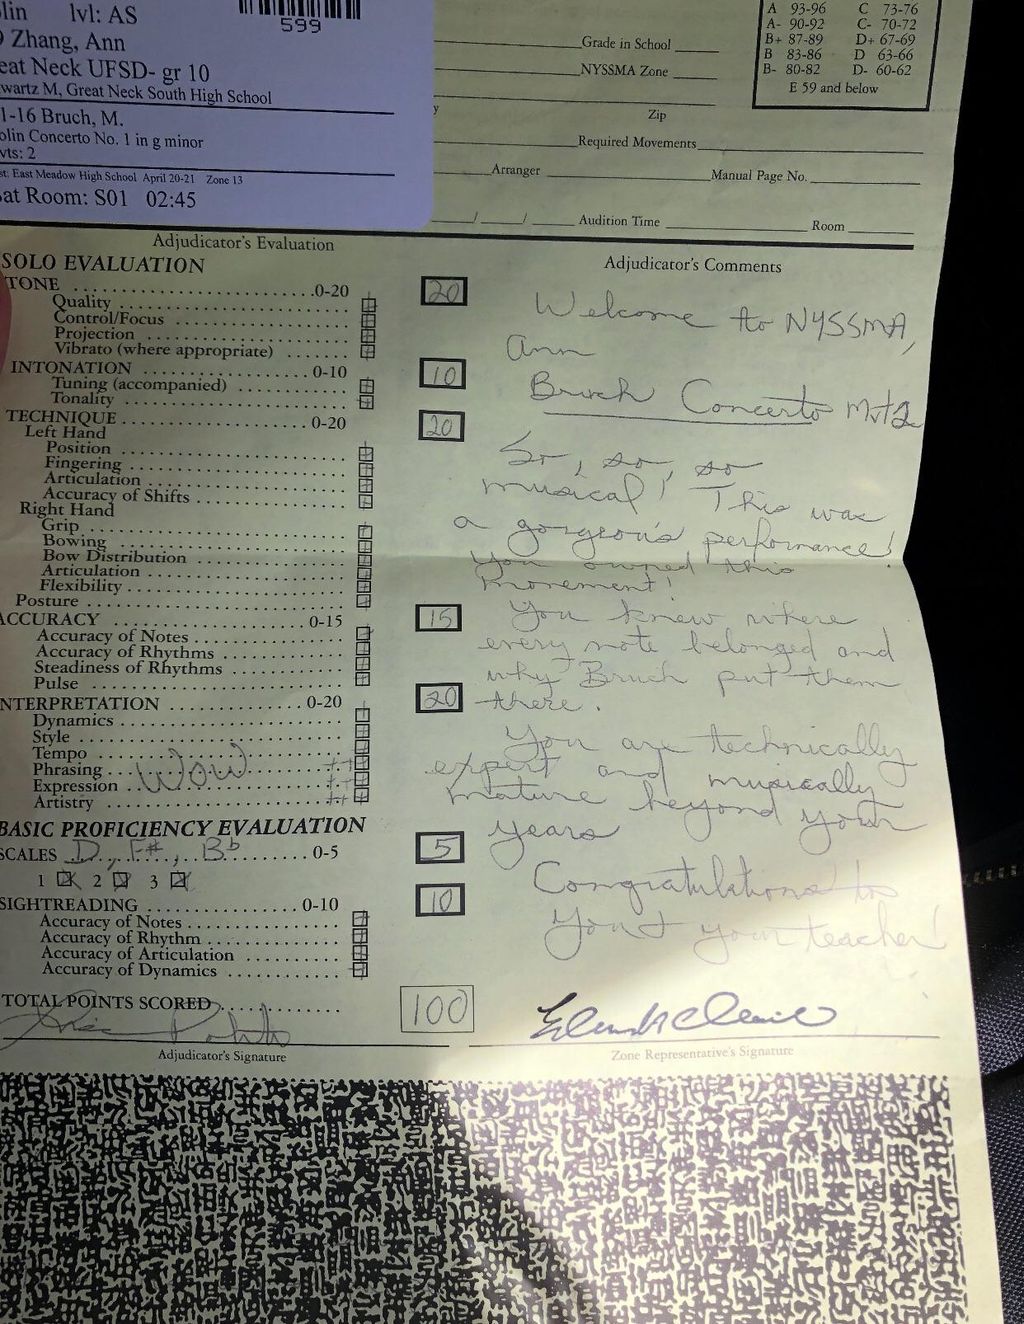 olin lvl: AS
599
Zhang, Ann
eat Neck UFSD- gr 10
wartz M, Great Neck South High School
1-16 Bruch, M.
olin Concerto No. 1 in g minor
vts: 2
st. East Meadow High School April 20-21 Zone 13
at Room: S01 02:45
A 93-96 C 73-76
A- 90-92 C- 70-72
B+ 87-89 D+ 67-69
B 83-86 D 63-66
B- 80-82 D- 60-62
E 59 and below
Grade in School
NYSSMA Zone
Zip
Required Movements
Arranger Manual Page No.
/ / Audition Time Room
Adjudicator's Evaluation
SOLO EVALUATION
TONE 0-20 20
Quality
Control/Focus
Projection
Vibrato (where appropriate)
INTONATION 0-10 10
Tuning (accompanied)
Tonality
TECHNIQUE 0-20 20
Left Hand
Position
Fingering
Articulation
Accuracy of Shifts
Right Hand
Grip
Bowing
Bow Distribution
Articulation
Flexibility
Posture
ACCURACY 0-15 15
Accuracy of Notes
Accuracy of Rhythms
Steadiness of Rhythms
Pulse
NTERPRETATION 0-20 20
Dynamics
Style
Tempo
Phrasing Wow ++
Expression ++
Artistry ++
BASIC PROFICIENCY EVALUATION
SCALES D, F#, Bb 0-5 5
1 2 3
SIGHTREADING 0-10 10
Accuracy of Notes
Accuracy of Rhythm
Accuracy of Articulation
Accuracy of Dynamics
TOTAL POINTS SCORED 100
Adjudicator's Signature
Adjudicator's Comments
Welcome to NYSSMA,
Ann
Bruch Concerto Mvt 2
So, so, so
musical! This was
a gorgeous performance!
You owned this
movement!
You knew where
every note belonged and
why Bruch put them
there.
You are technically
expert and musically
mature beyond your
years
Congratulations to
you & your teacher!
Zone Representative's Signature